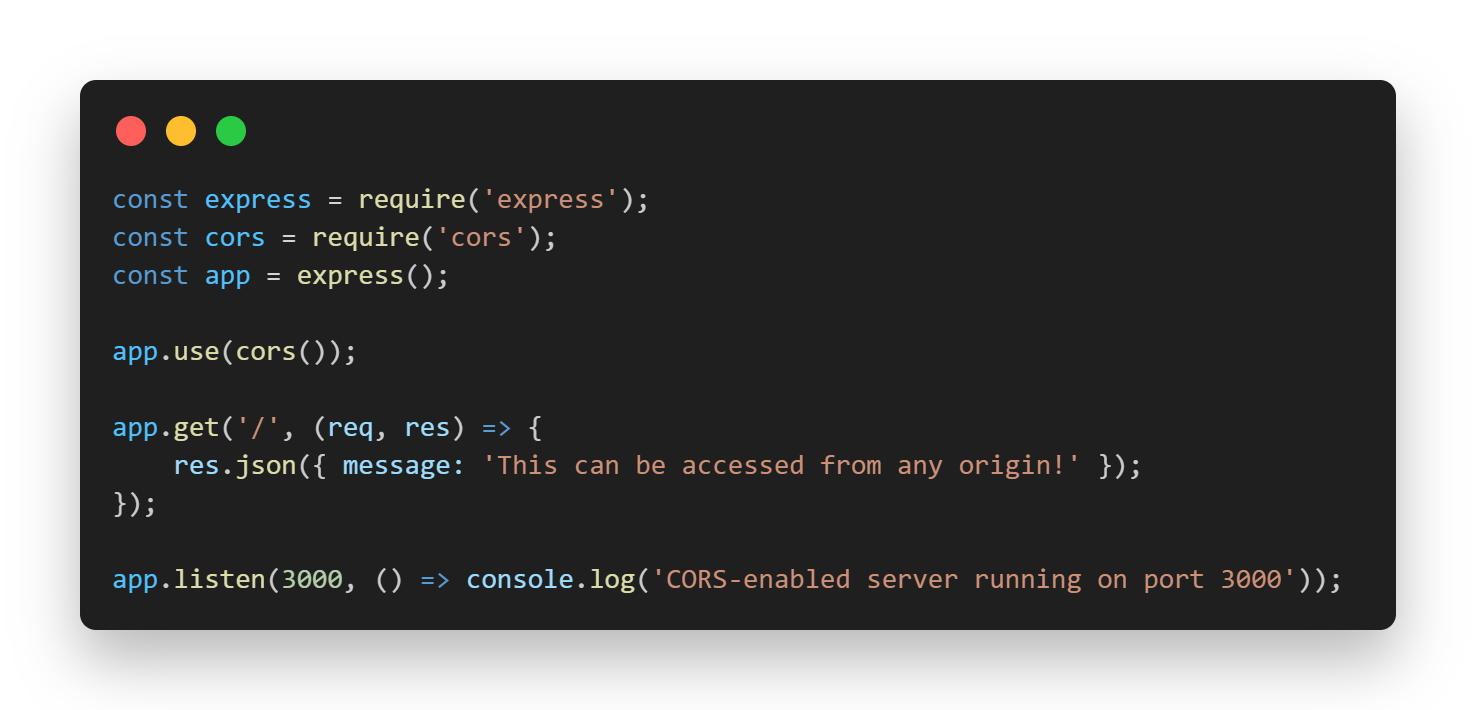 const express = require('express');
const cors = require('cors');
const app = express();

app.use(cors());

app.get('/', (req, res) => {
    res.json({ message: 'This can be accessed from any origin!' });
});

app.listen(3000, () => console.log('CORS-enabled server running on port 3000'));